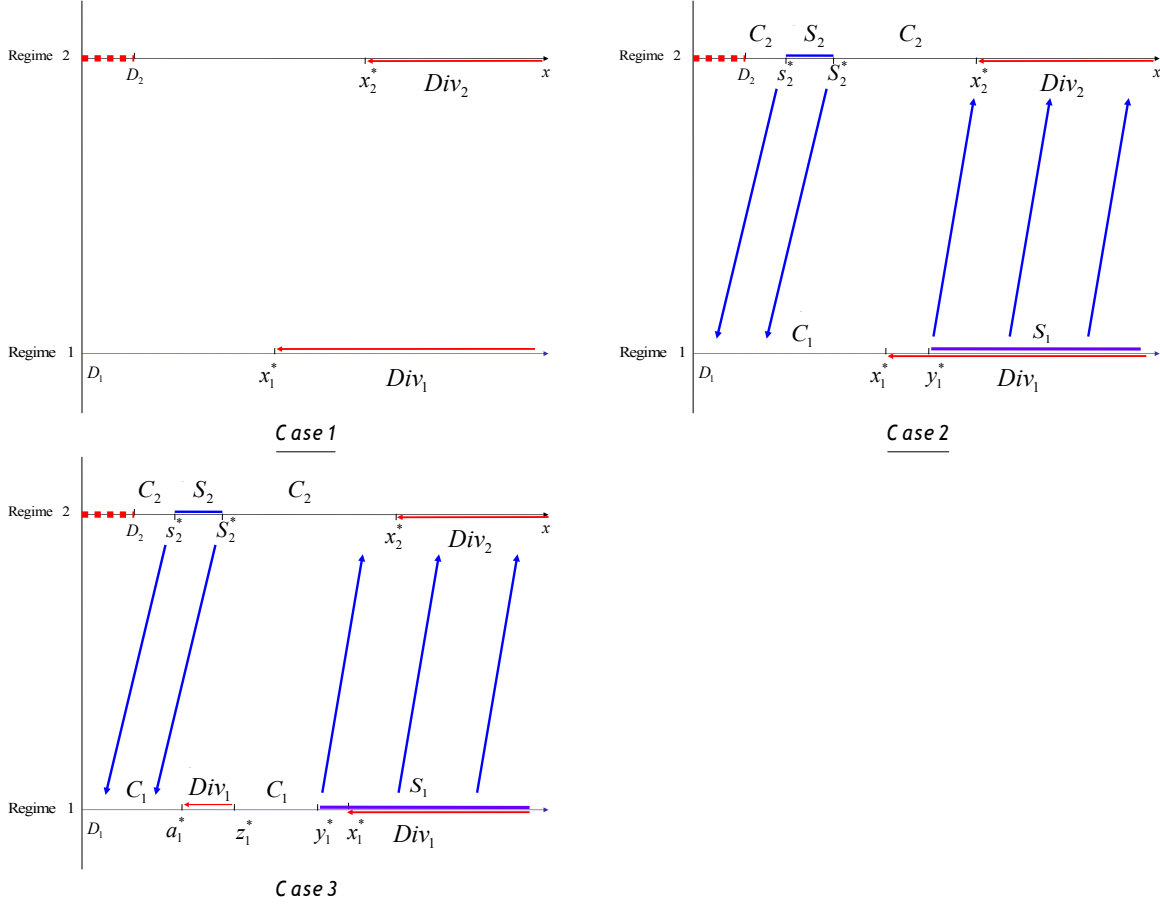 Regime 2
D₂
x₂*
Div₂
x
Regime 1
D₁
x₁*
Div₁
Case 1
C₂ S₂ C₂
Regime 2
D₂ s₂* S₂* x₂* Div₂ x
C₁ S₁
Regime 1
D₁ x₁* y₁* Div₁
Case 2
C₂ S₂ C₂
Regime 2
D₂ s₂* S₂* x₂* Div₂ x
C₁ Div₁ C₁ S₁
Regime 1
D₁ a₁* z₁* y₁* x₁* Div₁
Case 3